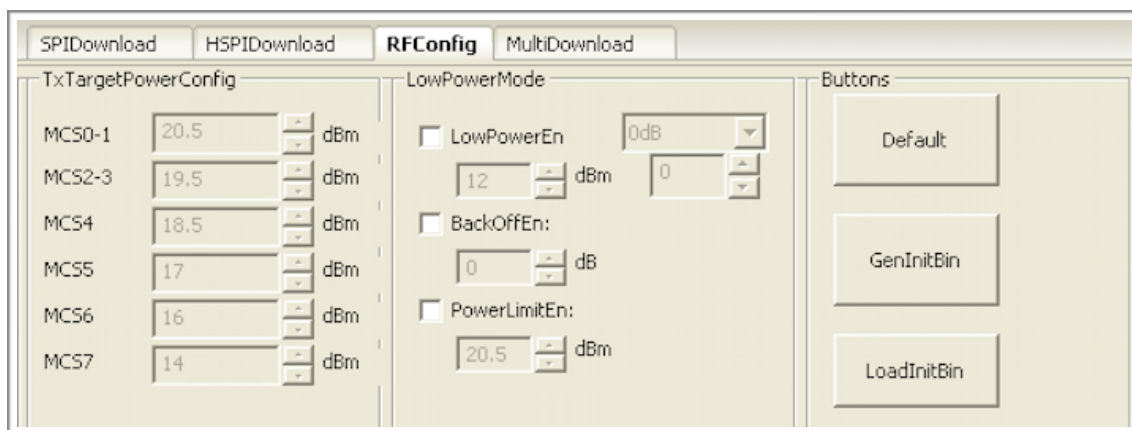 SPIDownload HSPIDownload RFConfig MultiDownload
TxTargetPowerConfig
MCS0-1 20.5 dBm
MCS2-3 19.5 dBm
MCS4 18.5 dBm
MCS5 17 dBm
MCS6 16 dBm
MCS7 14 dBm
LowPowerMode
LowPowerEn 0dB
12 dBm 0
BackOffEn:
0 dB
PowerLimitEn:
20.5 dBm
Buttons
Default
GenInitBin
LoadInitBin